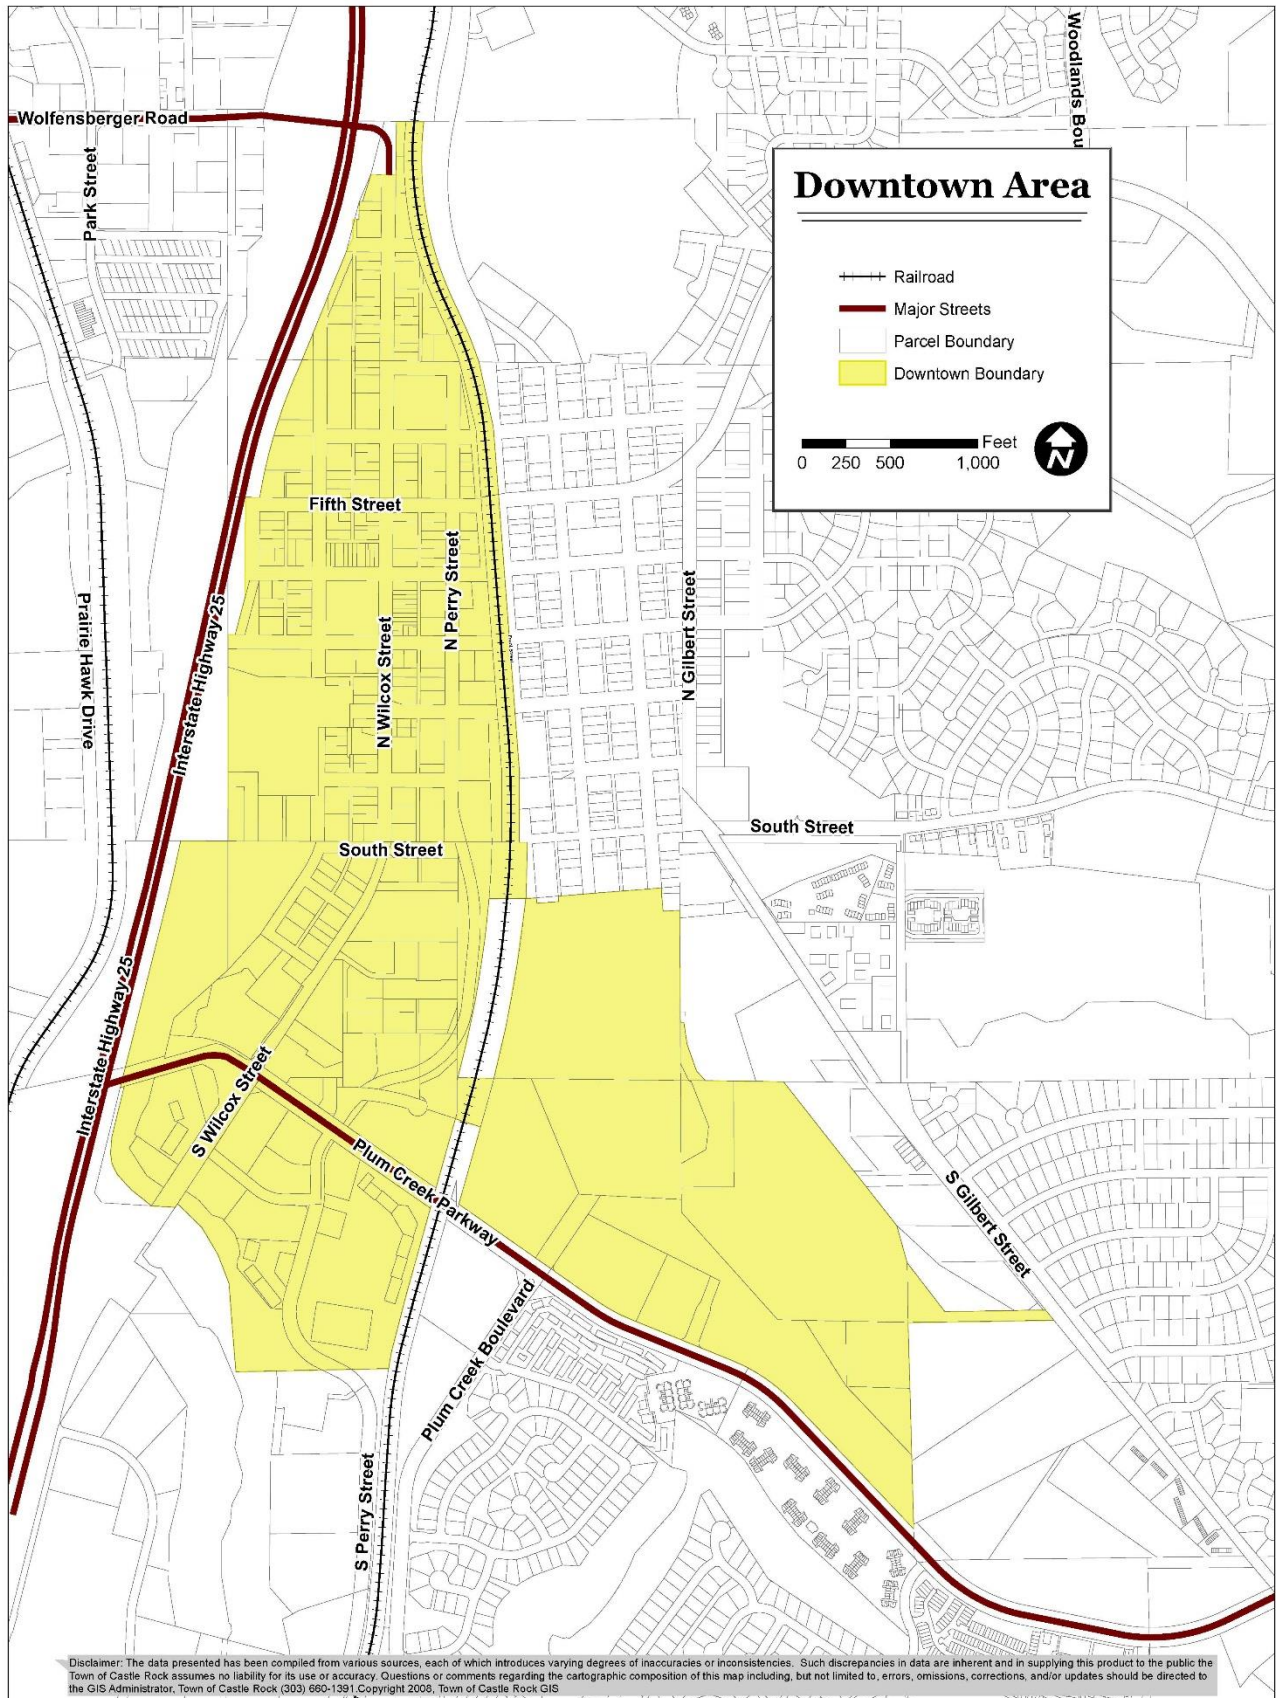 Woodlands Bou
Wolfensberger Road
Park Street
Downtown Area
Railroad
Major Streets
Parcel Boundary
Downtown Boundary
Feet
0 250 500 1,000
N
Fifth Street
N Perry Street
N Gilbert Street
Prairie Hawk Drive
Interstate Highway 25
N Wilcox Street
South Street
South Street
Interstate Highway 25
S Wilcox Street
Plum Creek Parkway
S Gilbert Street
Plum Creek Boulevard
S Perry Street
Disclaimer: The data presented has been compiled from various sources, each of which introduces varying degrees of inaccuracies or inconsistencies. Such discrepancies in data are inherent and in supplying this product to the public the
Town of Castle Rock assumes no liability for its use or accuracy. Questions or comments regarding the cartographic composition of this map including, but not limited to, errors, omissions, corrections, and/or updates should be directed to
the GIS Administrator, Town of Castle Rock (303) 660-1391.Copyright 2008, Town of Castle Rock GIS